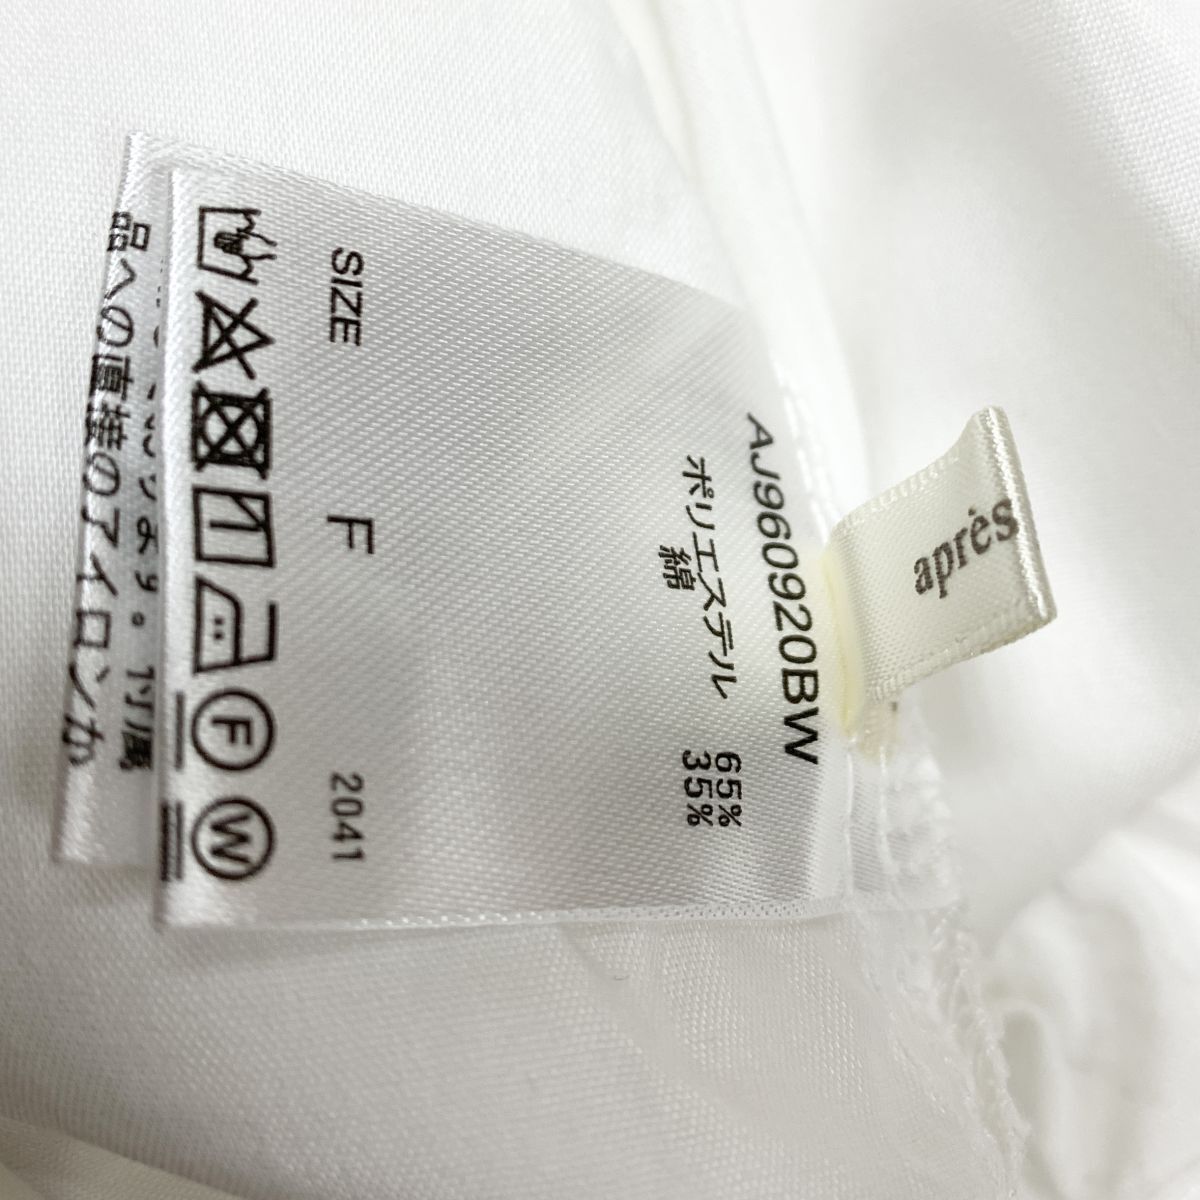 après
AJ960920BW
ポリエステル 65%
綿 35%
SIZE F 2041
F
W
品への直接のアイロンか